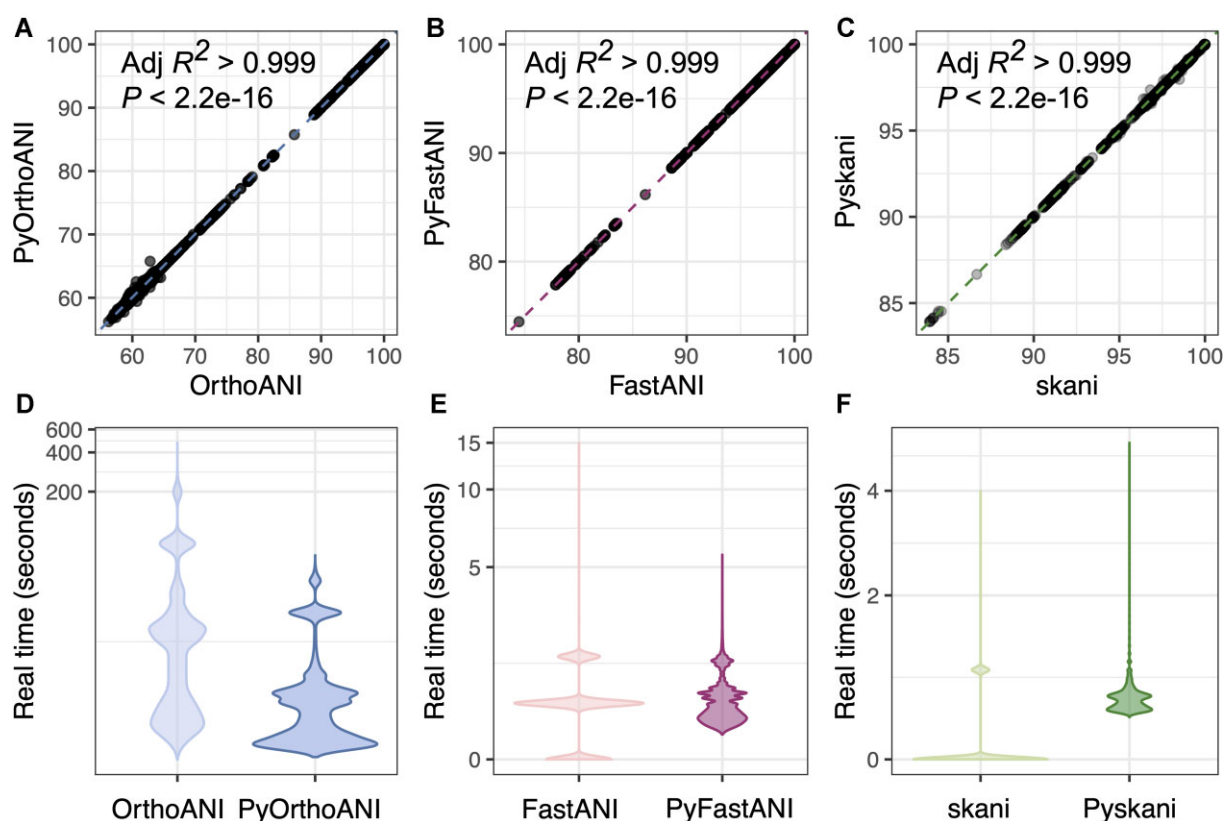 A
Adj R² > 0.999
P < 2.2e-16
PyOrthoANI
100
90
80
70
60
60 70 80 90 100
OrthoANI
B
Adj R² > 0.999
P < 2.2e-16
PyFastANI
100
90
80
80 90 100
FastANI
C
Adj R² > 0.999
P < 2.2e-16
Pyskani
100
95
90
85
85 90 95 100
skani
D
Real time (seconds)
600
400
200
OrthoANI PyOrthoANI
E
Real time (seconds)
15
10
5
0
FastANI PyFastANI
F
Real time (seconds)
4
2
0
skani Pyskani